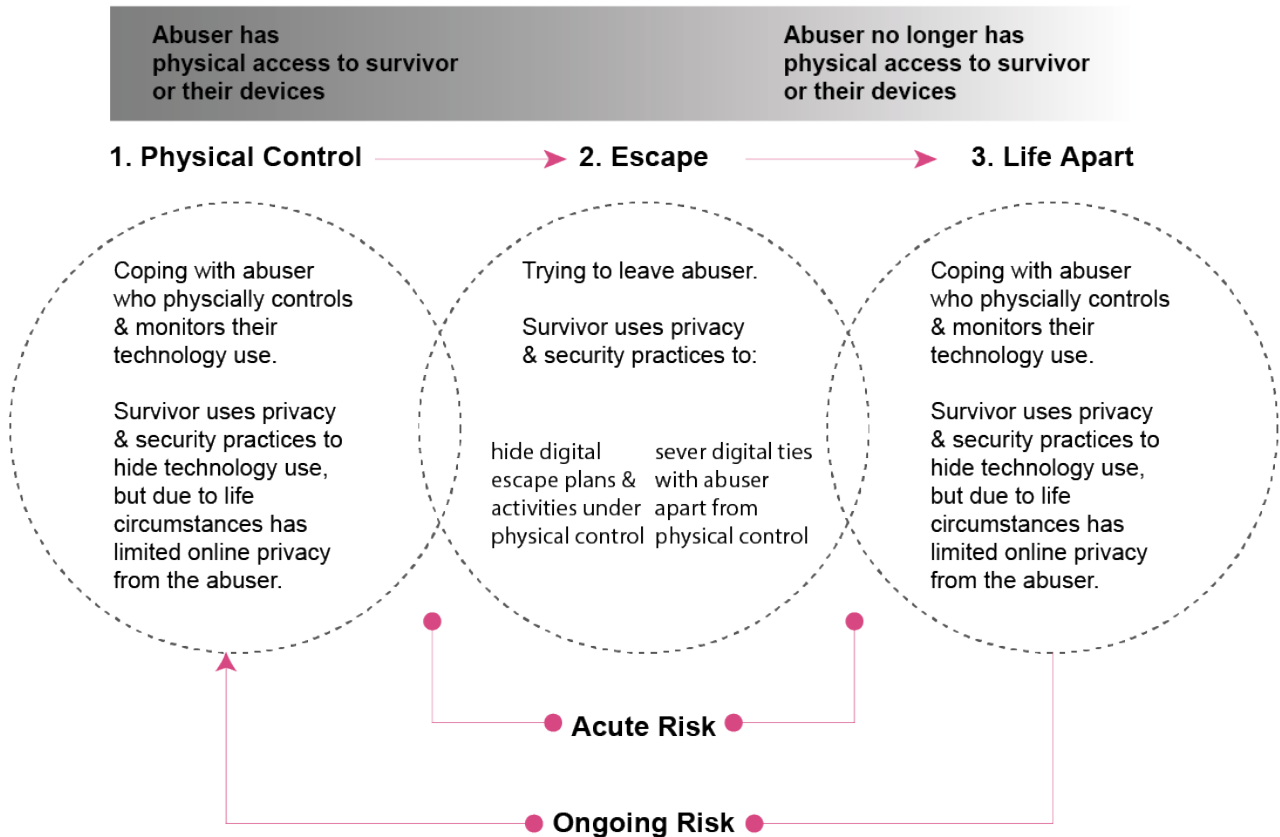 Abuser has
physical access to survivor
or their devices
Abuser no longer has
physical access to survivor
or their devices
1. Physical Control
2. Escape
3. Life Apart
Coping with abuser
who physcially controls
& monitors their
technology use.
Survivor uses privacy
& security practices to
hide technology use,
but due to life
circumstances has
limited online privacy
from the abuser.
Trying to leave abuser.
Survivor uses privacy
& security practices to:
hide digital
escape plans &
activities under
physical control
sever digital ties
with abuser
apart from
physical control
Coping with abuser
who physcially controls
& monitors their
technology use.
Survivor uses privacy
& security practices to
hide technology use,
but due to life
circumstances has
limited online privacy
from the abuser.
Acute Risk
Ongoing Risk